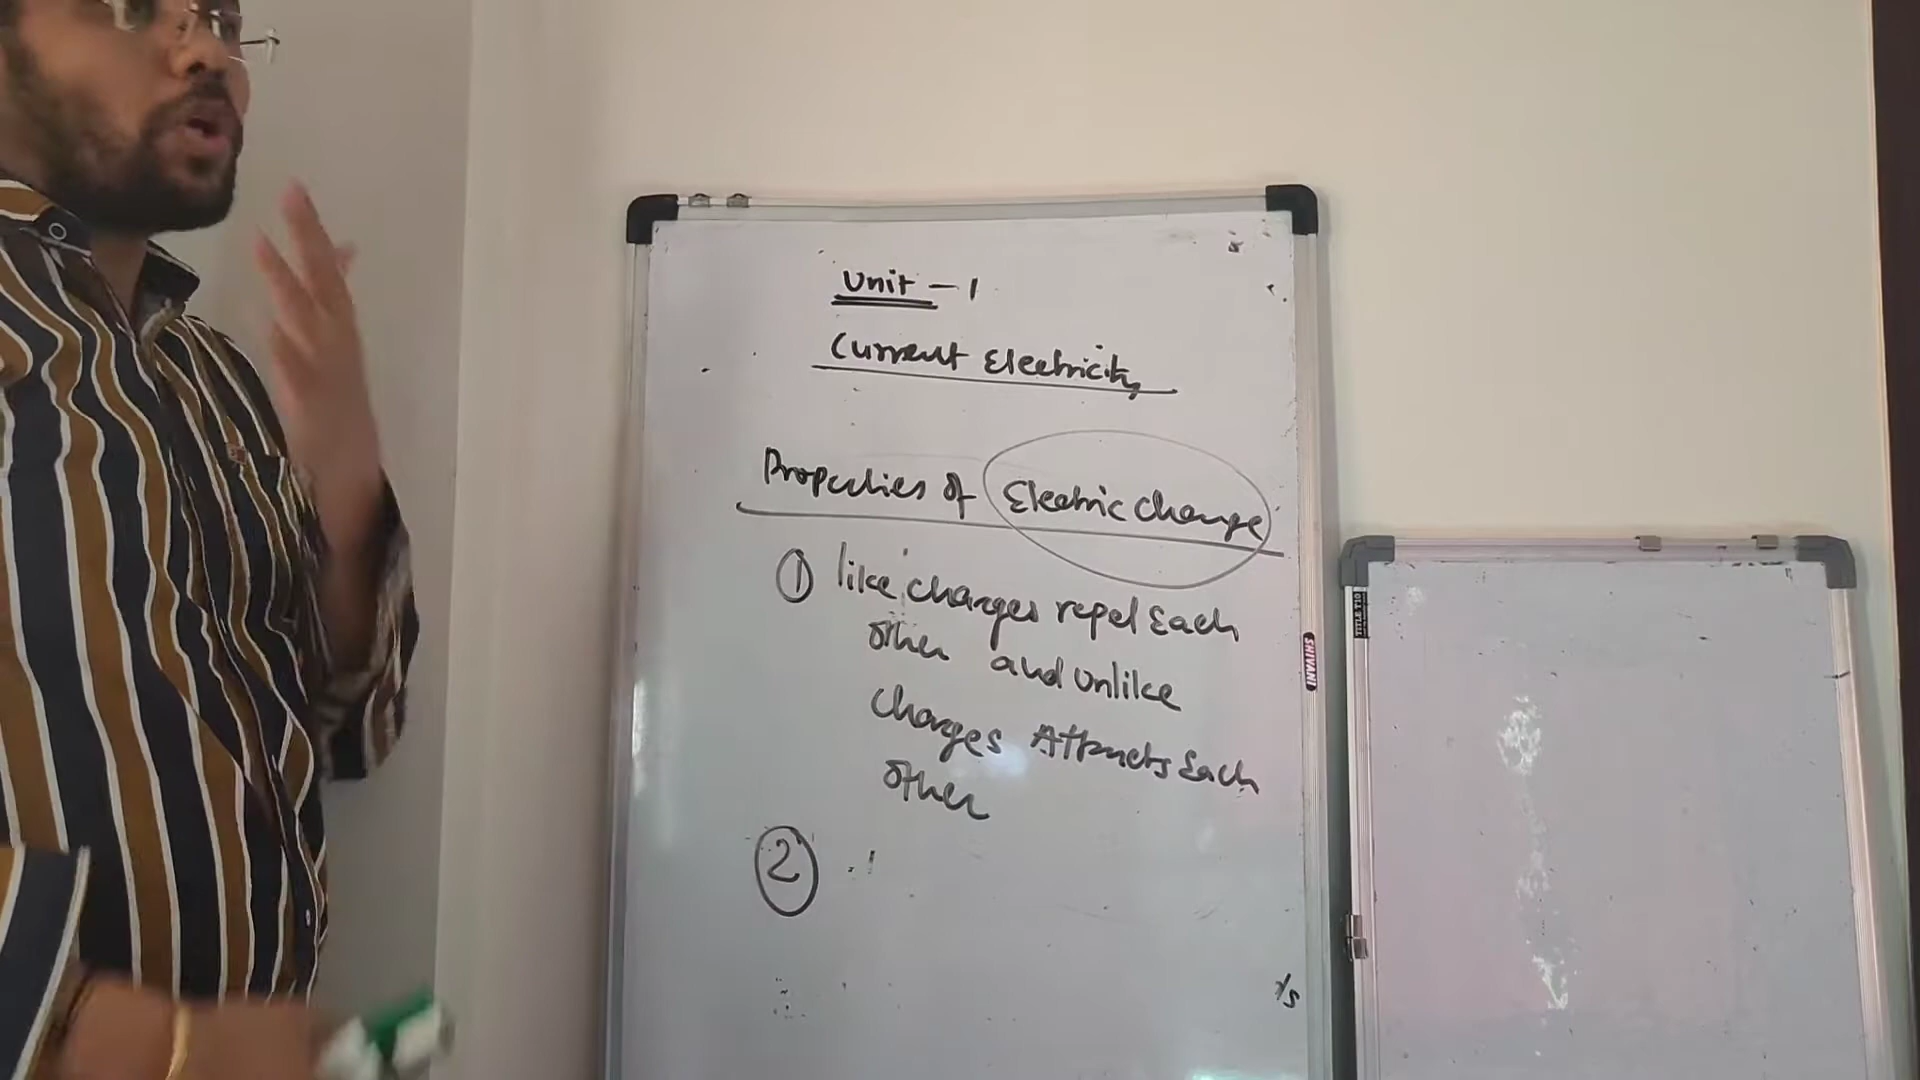 Unit - 1
Current Electricity
Properties of Electric charge
① like charges repel Each
other and unlike
charges Attracts Each
other
②
SHIVANI